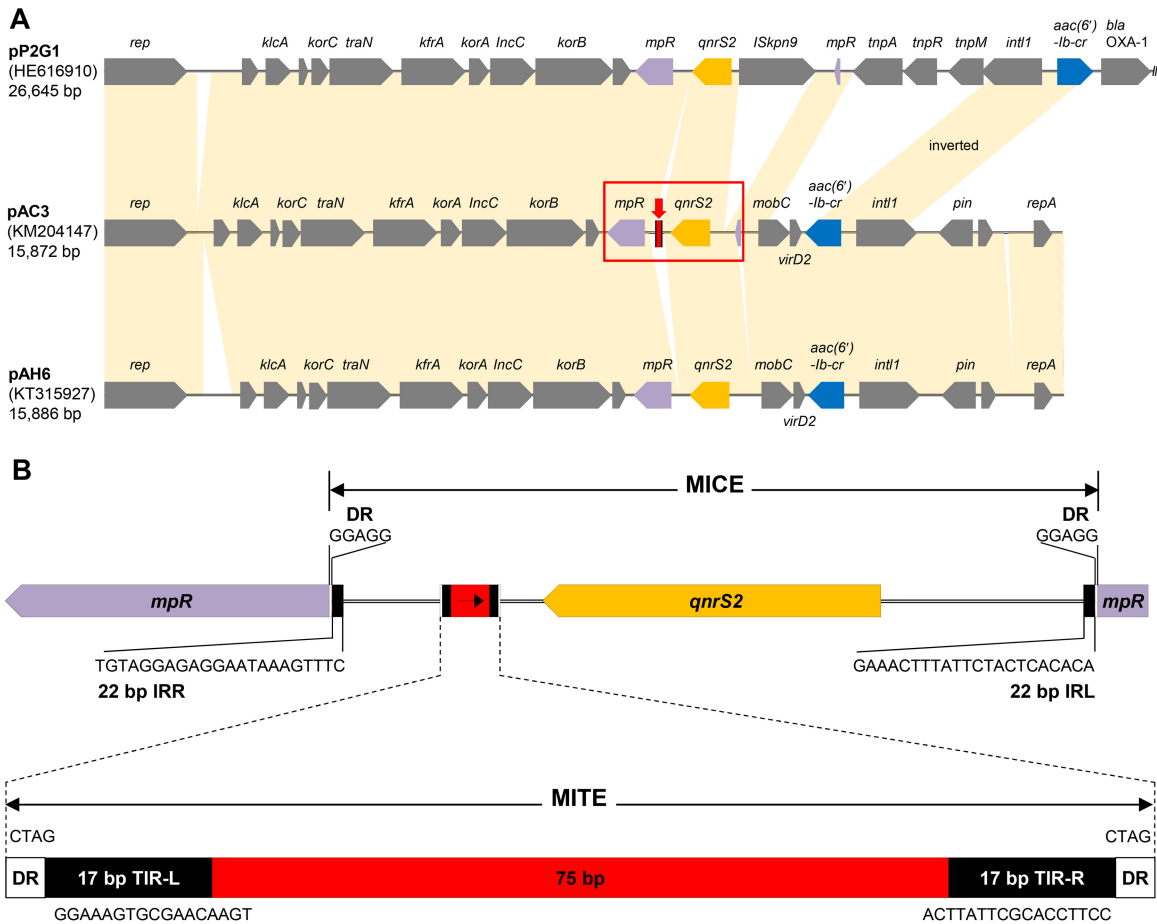 A
pP2G1
(HE616910)
26,645 bp
rep klcA korC traN kfrA korA IncC korB mpR qnrS2 ISkpn9 mpR tnpA tnpR tnpM intl1 aac(6′)-Ib-cr bla OXA-1
inverted
pAC3
(KM204147)
15,872 bp
rep klcA korC traN kfrA korA IncC korB mpR qnrS2 mobC virD2 aac(6′)-Ib-cr intl1 pin repA
pAH6
(KT315927)
15,886 bp
rep klcA korC traN kfrA korA IncC korB mpR qnrS2 mobC virD2 aac(6′)-Ib-cr intl1 pin repA
B
MICE
DR DR
GGAGG GGAGG
mpR qnrS2 mpR
TGTAGGAGAGGAATAAAGTTTC GAAACTTTATTCTACTCACACA
22 bp IRR 22 bp IRL
MITE
CTAG CTAG
DR 17 bp TIR-L 75 bp 17 bp TIR-R DR
GGAAAGTGCGAACAAGT ACTTATTCGCACCTTCC